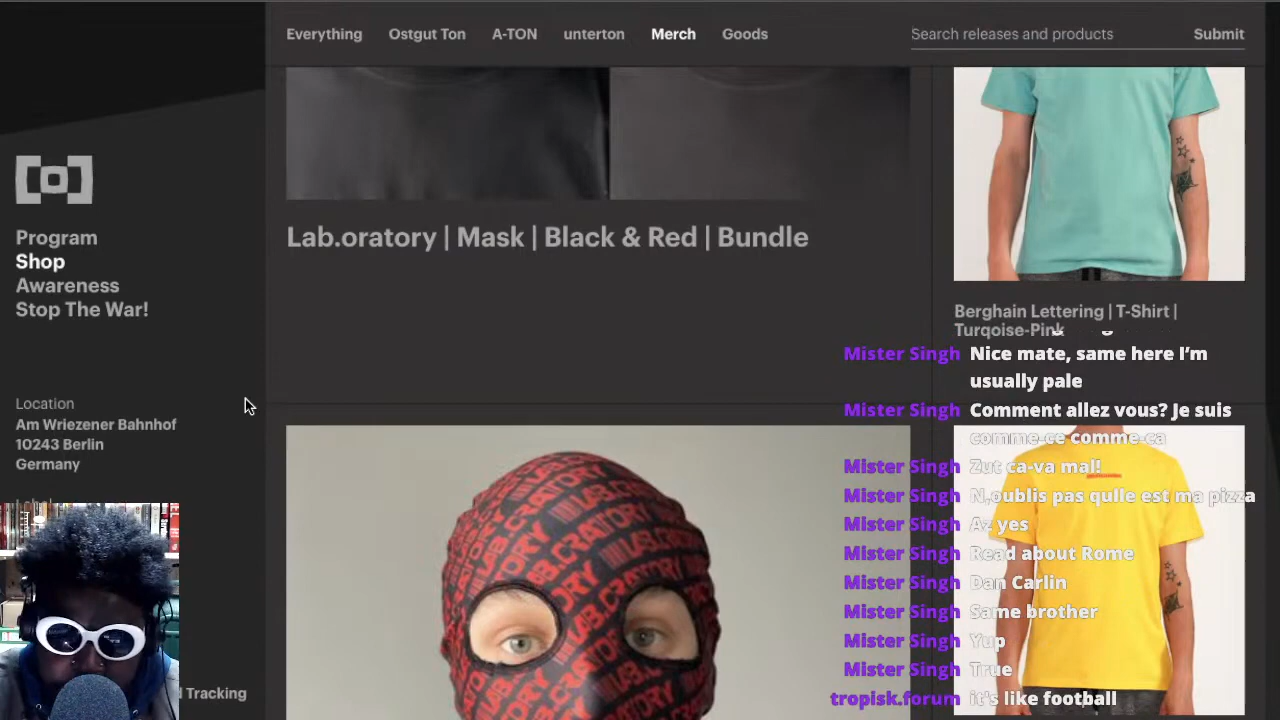 Everything Ostgut Ton A-TON unterton Merch Goods
Search releases and products Submit
Program
Shop
Awareness
Stop The War!
Location
Am Wriezener Bahnhof
10243 Berlin
Germany
l Tracking
Lab.oratory | Mask | Black & Red | Bundle
Berghain Lettering | T-Shirt |
Turqoise-Pink
Mister Singh Nice mate, same here I'm
usually pale
Mister Singh Comment allez vous? Je suis
comme-ce comme-ca
Mister Singh Zut ca-va mal!
Mister Singh N,oublis pas qulle est ma pizza
Mister Singh Az yes
Mister Singh Read about Rome
Mister Singh Dan Carlin
Mister Singh Same brother
Mister Singh Yup
Mister Singh True
tropisk.forum it's like football